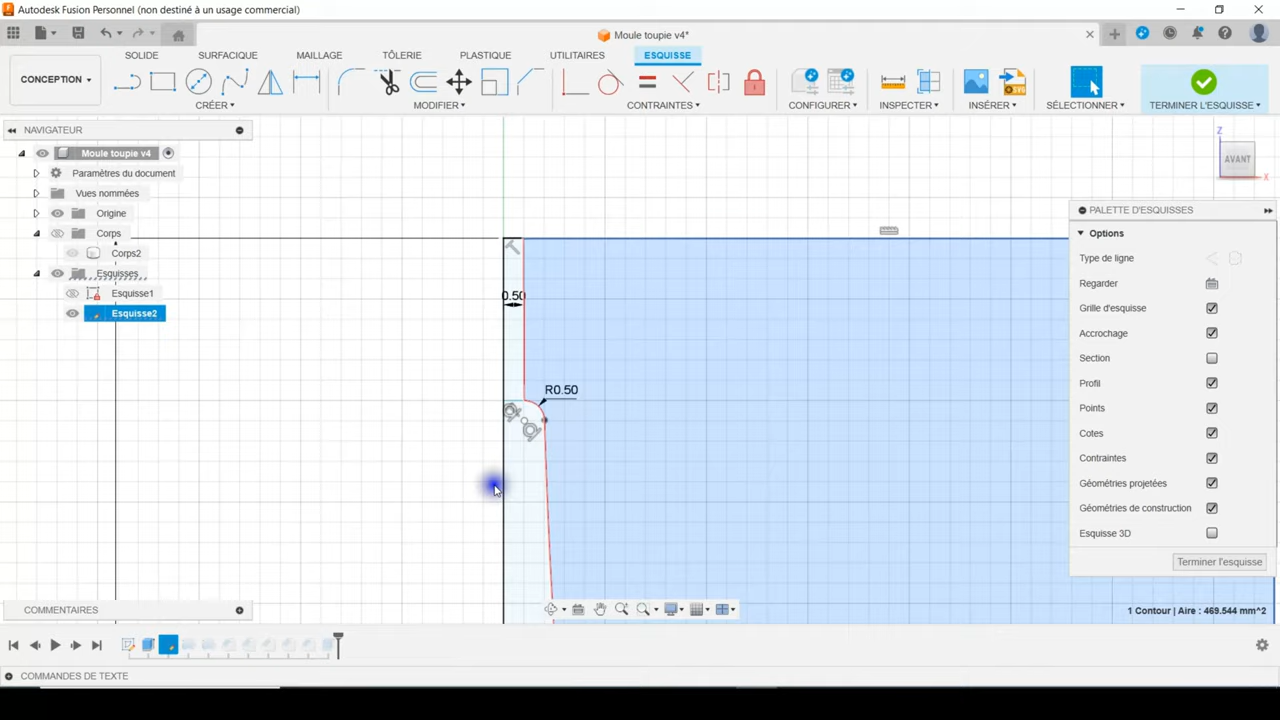 Autodesk Fusion Personnel (non destiné à un usage commercial)
Moule toupie v4*
CONCEPTION
SOLIDE SURFACIQUE MAILLAGE TÔLERIE PLASTIQUE UTILITAIRES ESQUISSE
CRÉER MODIFIER CONTRAINTES CONFIGURER INSPECTER INSÉRER SÉLECTIONNER TERMINER L'ESQUISSE
NAVIGATEUR
Moule toupie v4
Paramètres du document
Vues nommées
Origine
Corps
Corps2
Esquisses
Esquisse1
Esquisse2
Z
AVANT
X
0.50
R0.50
PALETTE D'ESQUISSES
Options
Type de ligne
Regarder
Grille d'esquisse
Accrochage
Section
Profil
Points
Cotes
Contraintes
Géométries projetées
Géométries de construction
Esquisse 3D
Terminer l'esquisse
COMMENTAIRES
1 Contour | Aire : 469.544 mm^2
COMMANDES DE TEXTE